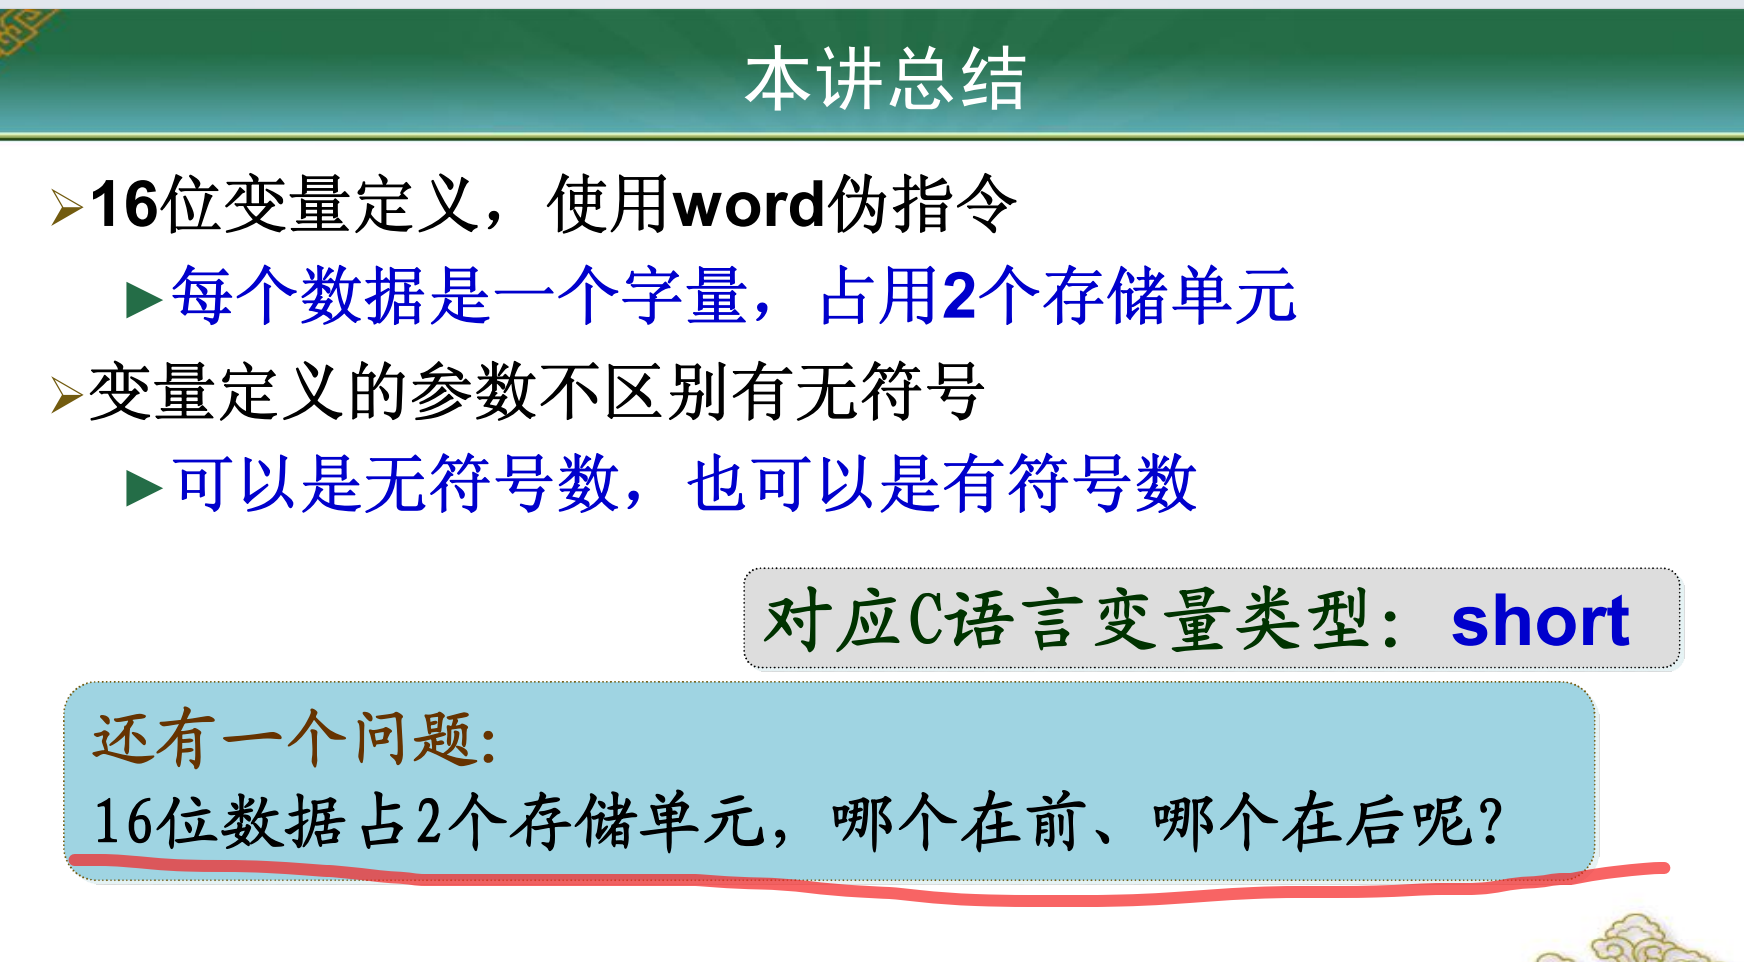 本讲总结
16位变量定义，使用word伪指令
每个数据是一个字量，占用2个存储单元
变量定义的参数不区别有无符号
可以是无符号数，也可以是有符号数
对应C语言变量类型：short
还有一个问题：
16位数据占2个存储单元，哪个在前、哪个在后呢？